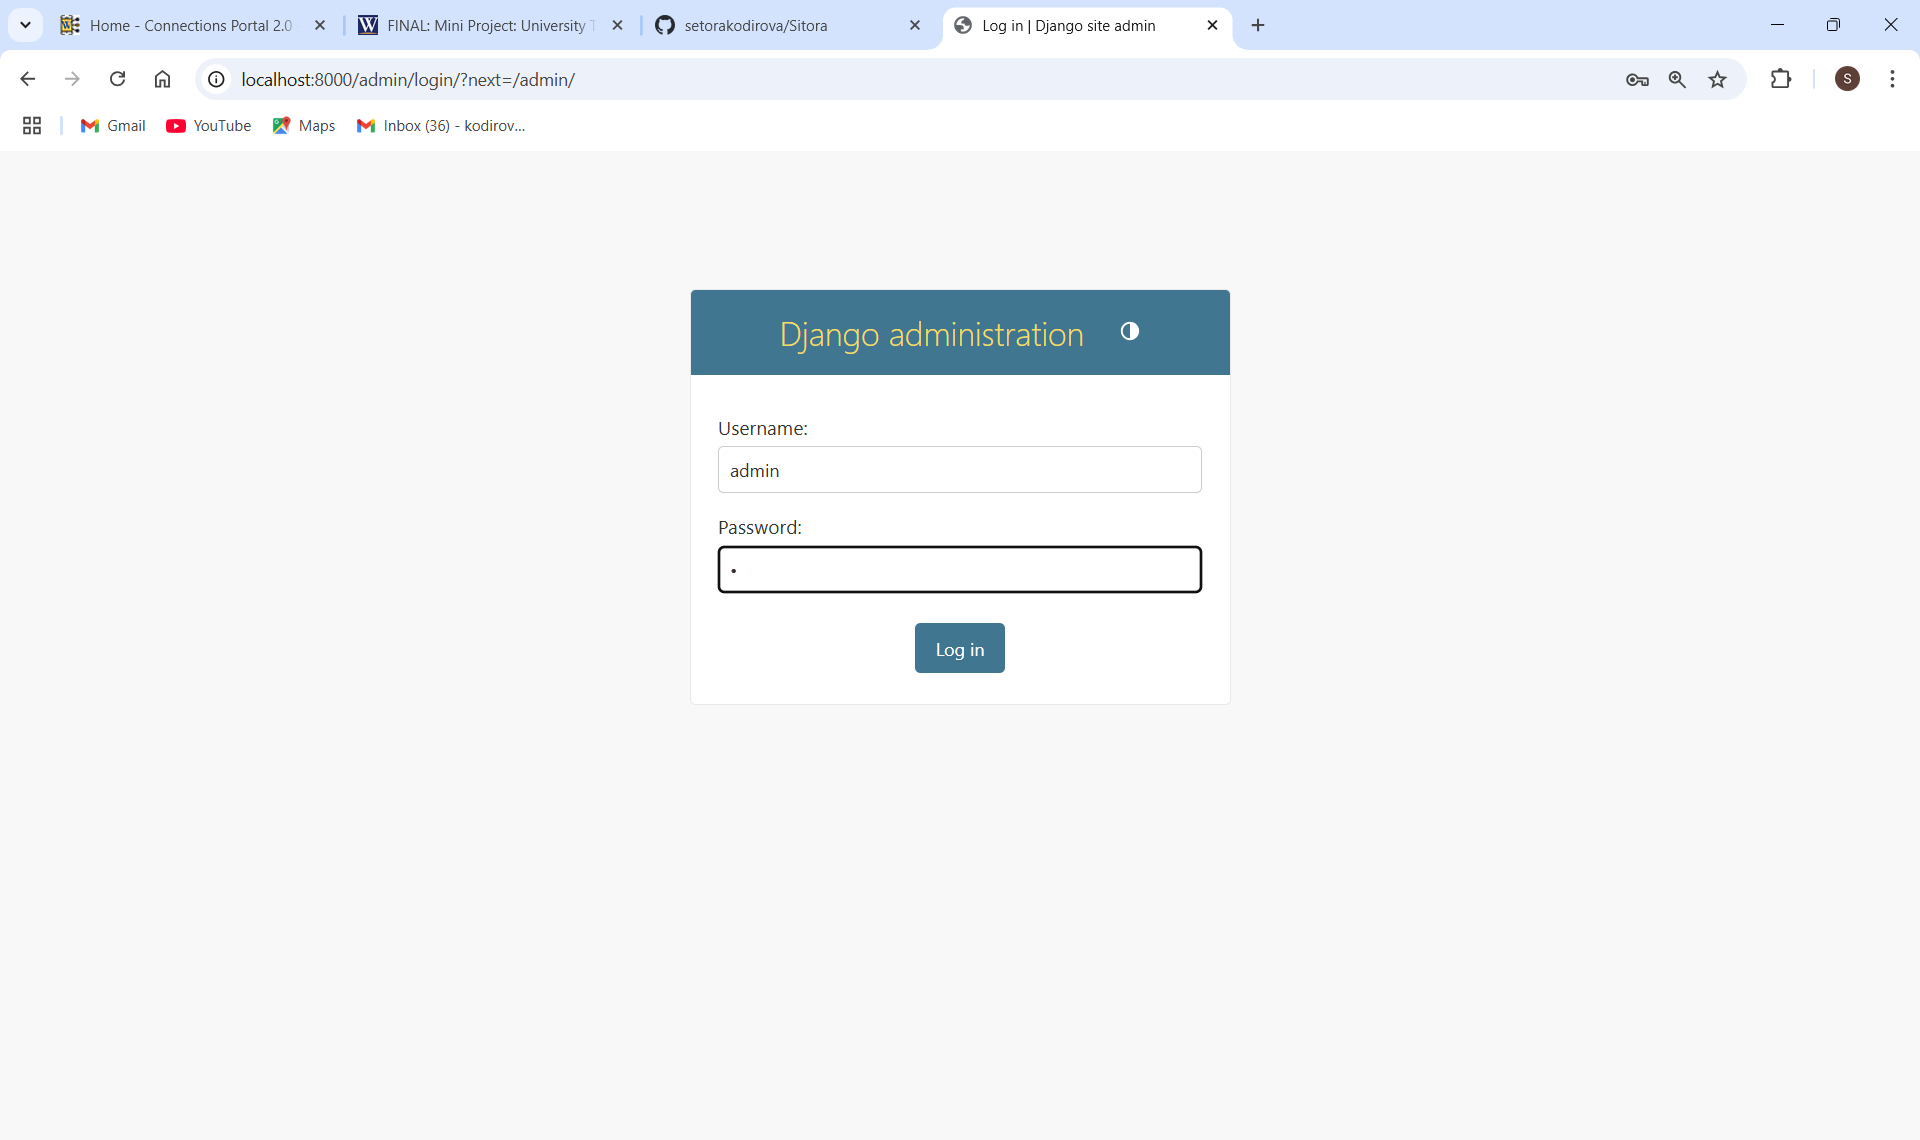 Home - Connections Portal 2.0
FINAL: Mini Project: University T
setorakodirova/Sitora
Log in | Django site admin
localhost:8000/admin/login/?next=/admin/
S
Gmail
YouTube
Maps
Inbox (36) - kodirov...
Django administration
Username:
admin
Password:
•
Log in